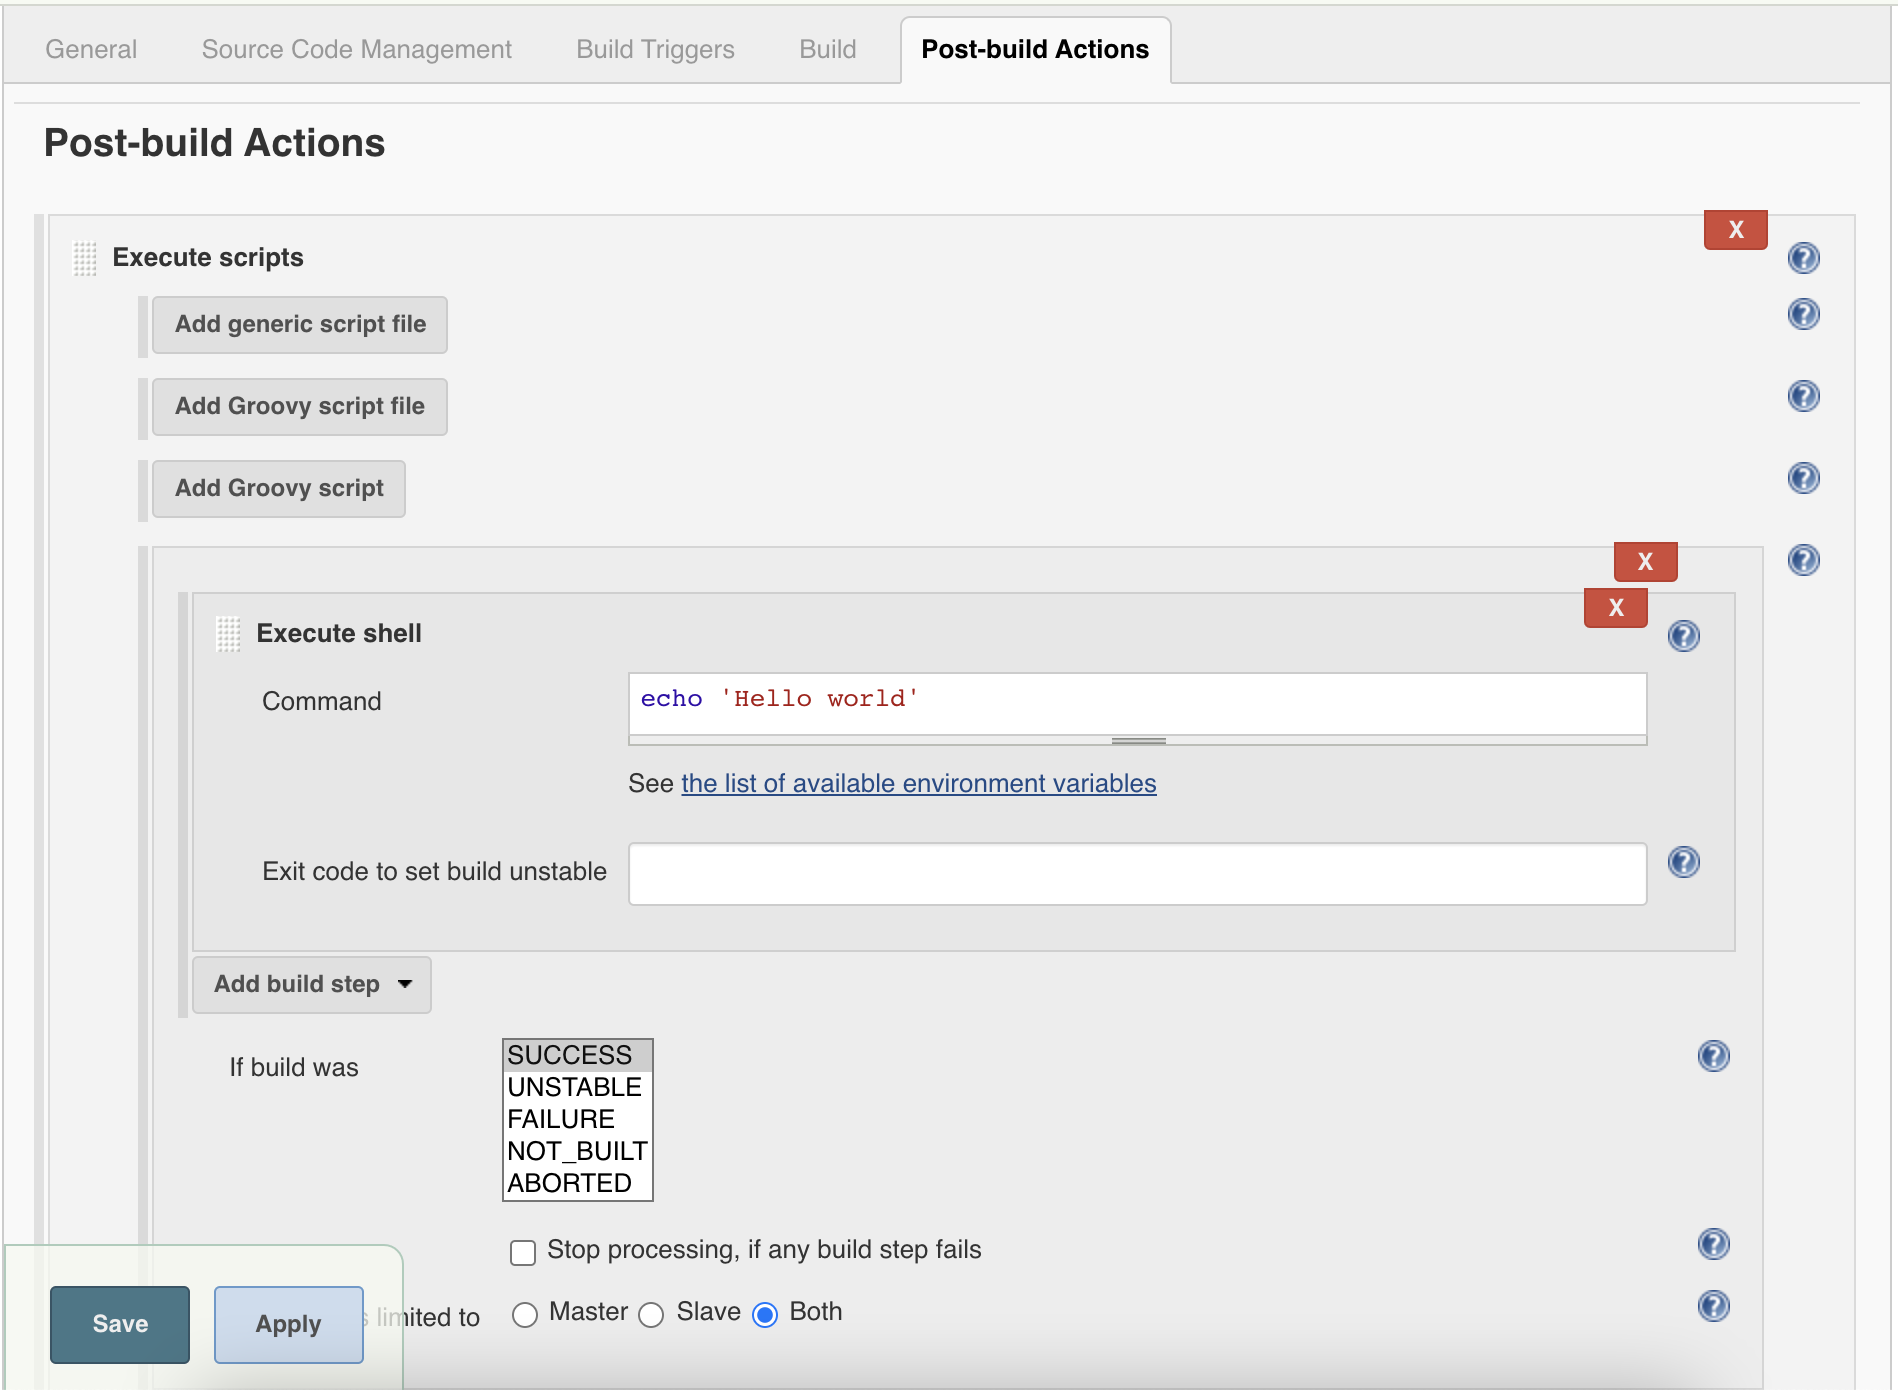 General Source Code Management Build Triggers Build Post-build Actions
Post-build Actions
X
Execute scripts
Add generic script file
Add Groovy script file
Add Groovy script
X
X
Execute shell
Command
echo 'Hello world'
See the list of available environment variables
Exit code to set build unstable
Add build step
If build was
SUCCESS
UNSTABLE
FAILURE
NOT_BUILT
ABORTED
Stop processing, if any build step fails
limited to Master Slave Both
Save Apply